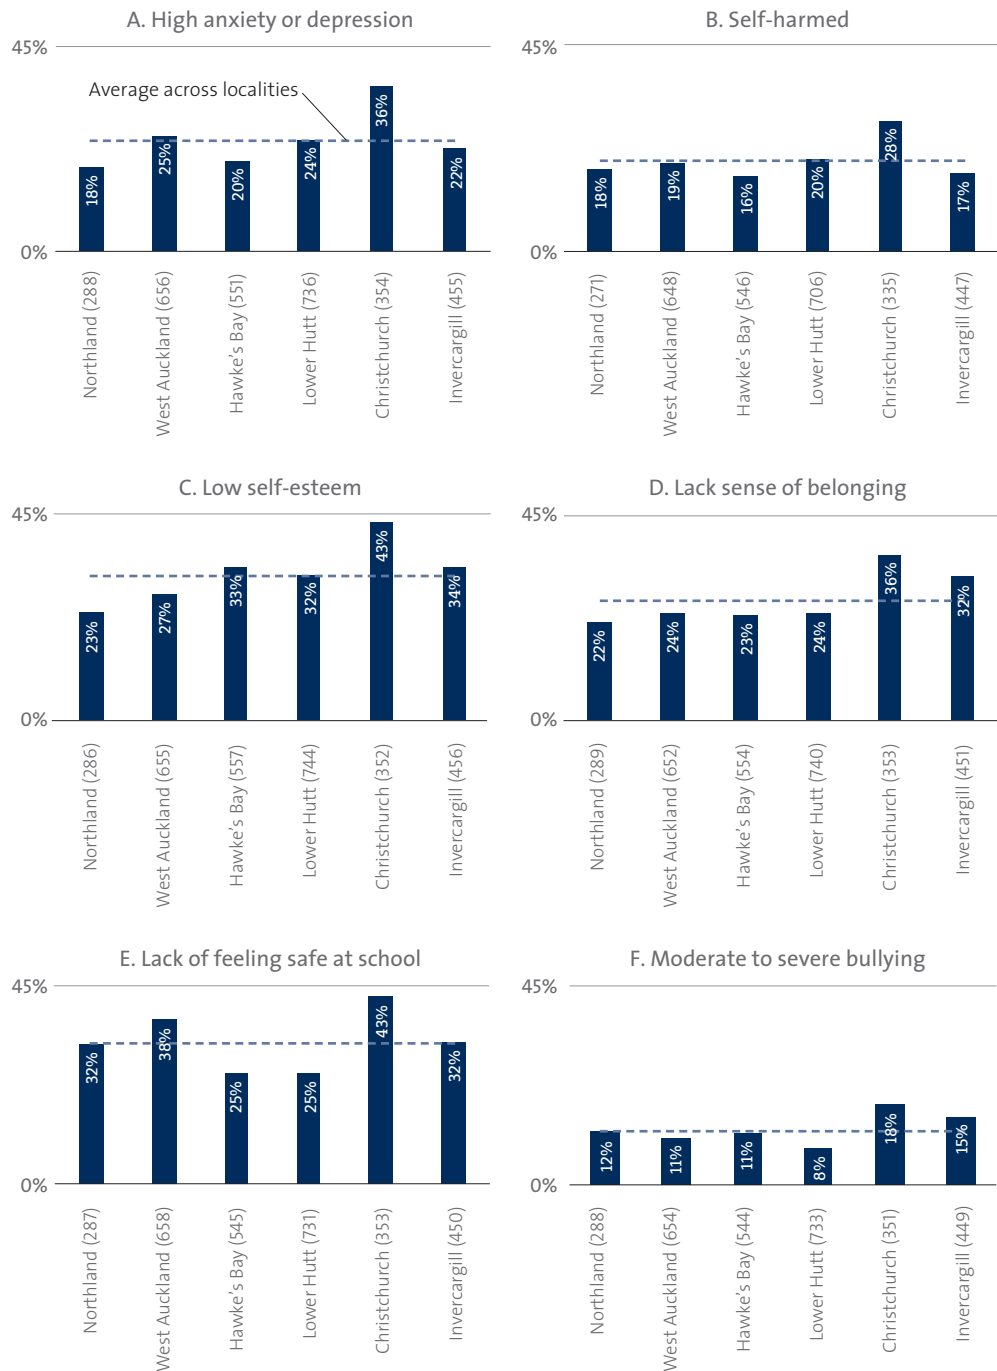 A. High anxiety or depression
45%
Average across localities
18%
25%
20%
24%
36%
22%
0%
Northland (288)
West Auckland (656)
Hawke's Bay (551)
Lower Hutt (736)
Christchurch (354)
Invercargill (455)
B. Self-harmed
45%
18%
19%
16%
20%
28%
17%
0%
Northland (271)
West Auckland (648)
Hawke's Bay (546)
Lower Hutt (706)
Christchurch (335)
Invercargill (447)
C. Low self-esteem
45%
23%
27%
33%
32%
43%
34%
0%
Northland (286)
West Auckland (655)
Hawke's Bay (557)
Lower Hutt (744)
Christchurch (352)
Invercargill (456)
D. Lack sense of belonging
45%
22%
24%
23%
24%
36%
32%
0%
Northland (289)
West Auckland (652)
Hawke's Bay (554)
Lower Hutt (740)
Christchurch (353)
Invercargill (451)
E. Lack of feeling safe at school
45%
32%
38%
25%
25%
43%
32%
0%
Northland (287)
West Auckland (658)
Hawke's Bay (545)
Lower Hutt (731)
Christchurch (353)
Invercargill (450)
F. Moderate to severe bullying
45%
12%
11%
11%
8%
18%
15%
0%
Northland (288)
West Auckland (654)
Hawke's Bay (544)
Lower Hutt (733)
Christchurch (351)
Invercargill (449)